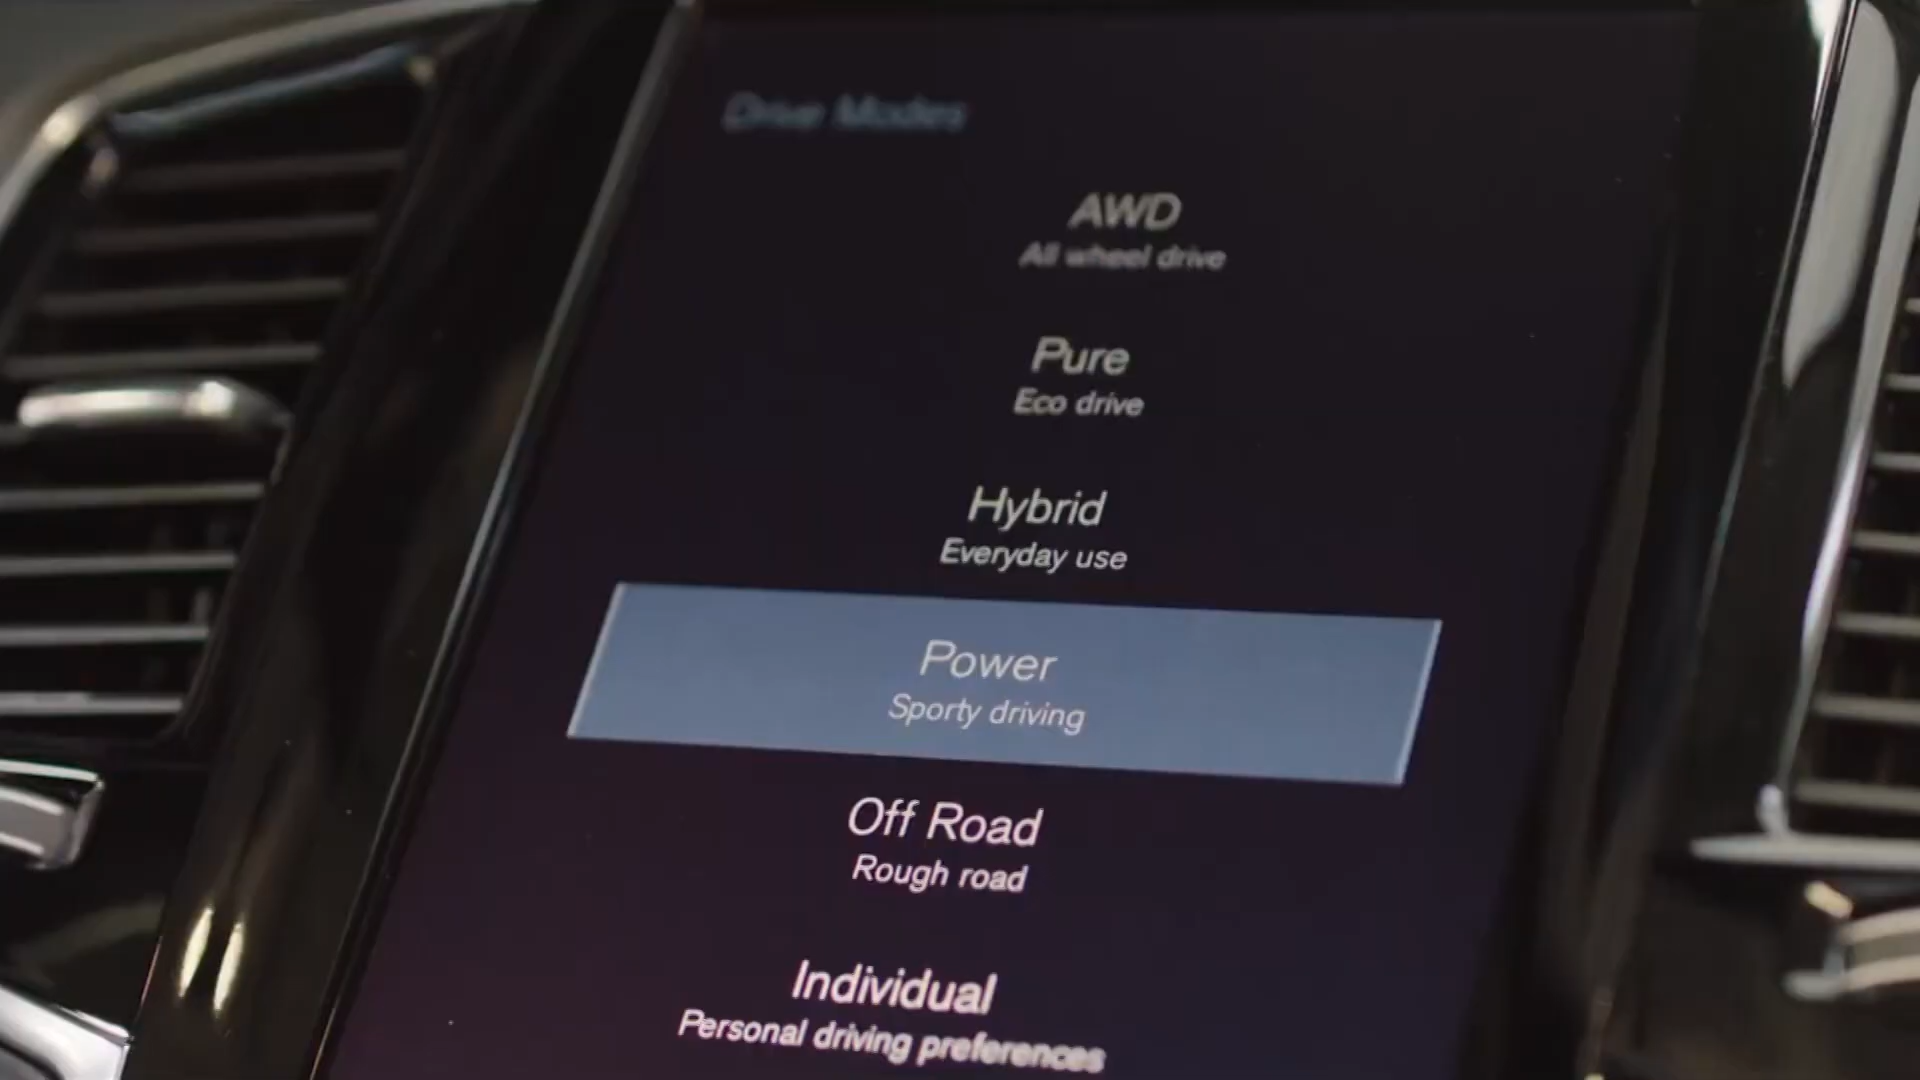 Drive Modes
AWD
All wheel drive
Pure
Eco drive
Hybrid
Everyday use
Power
Sporty driving
Off Road
Rough road
Individual
Personal driving preferences